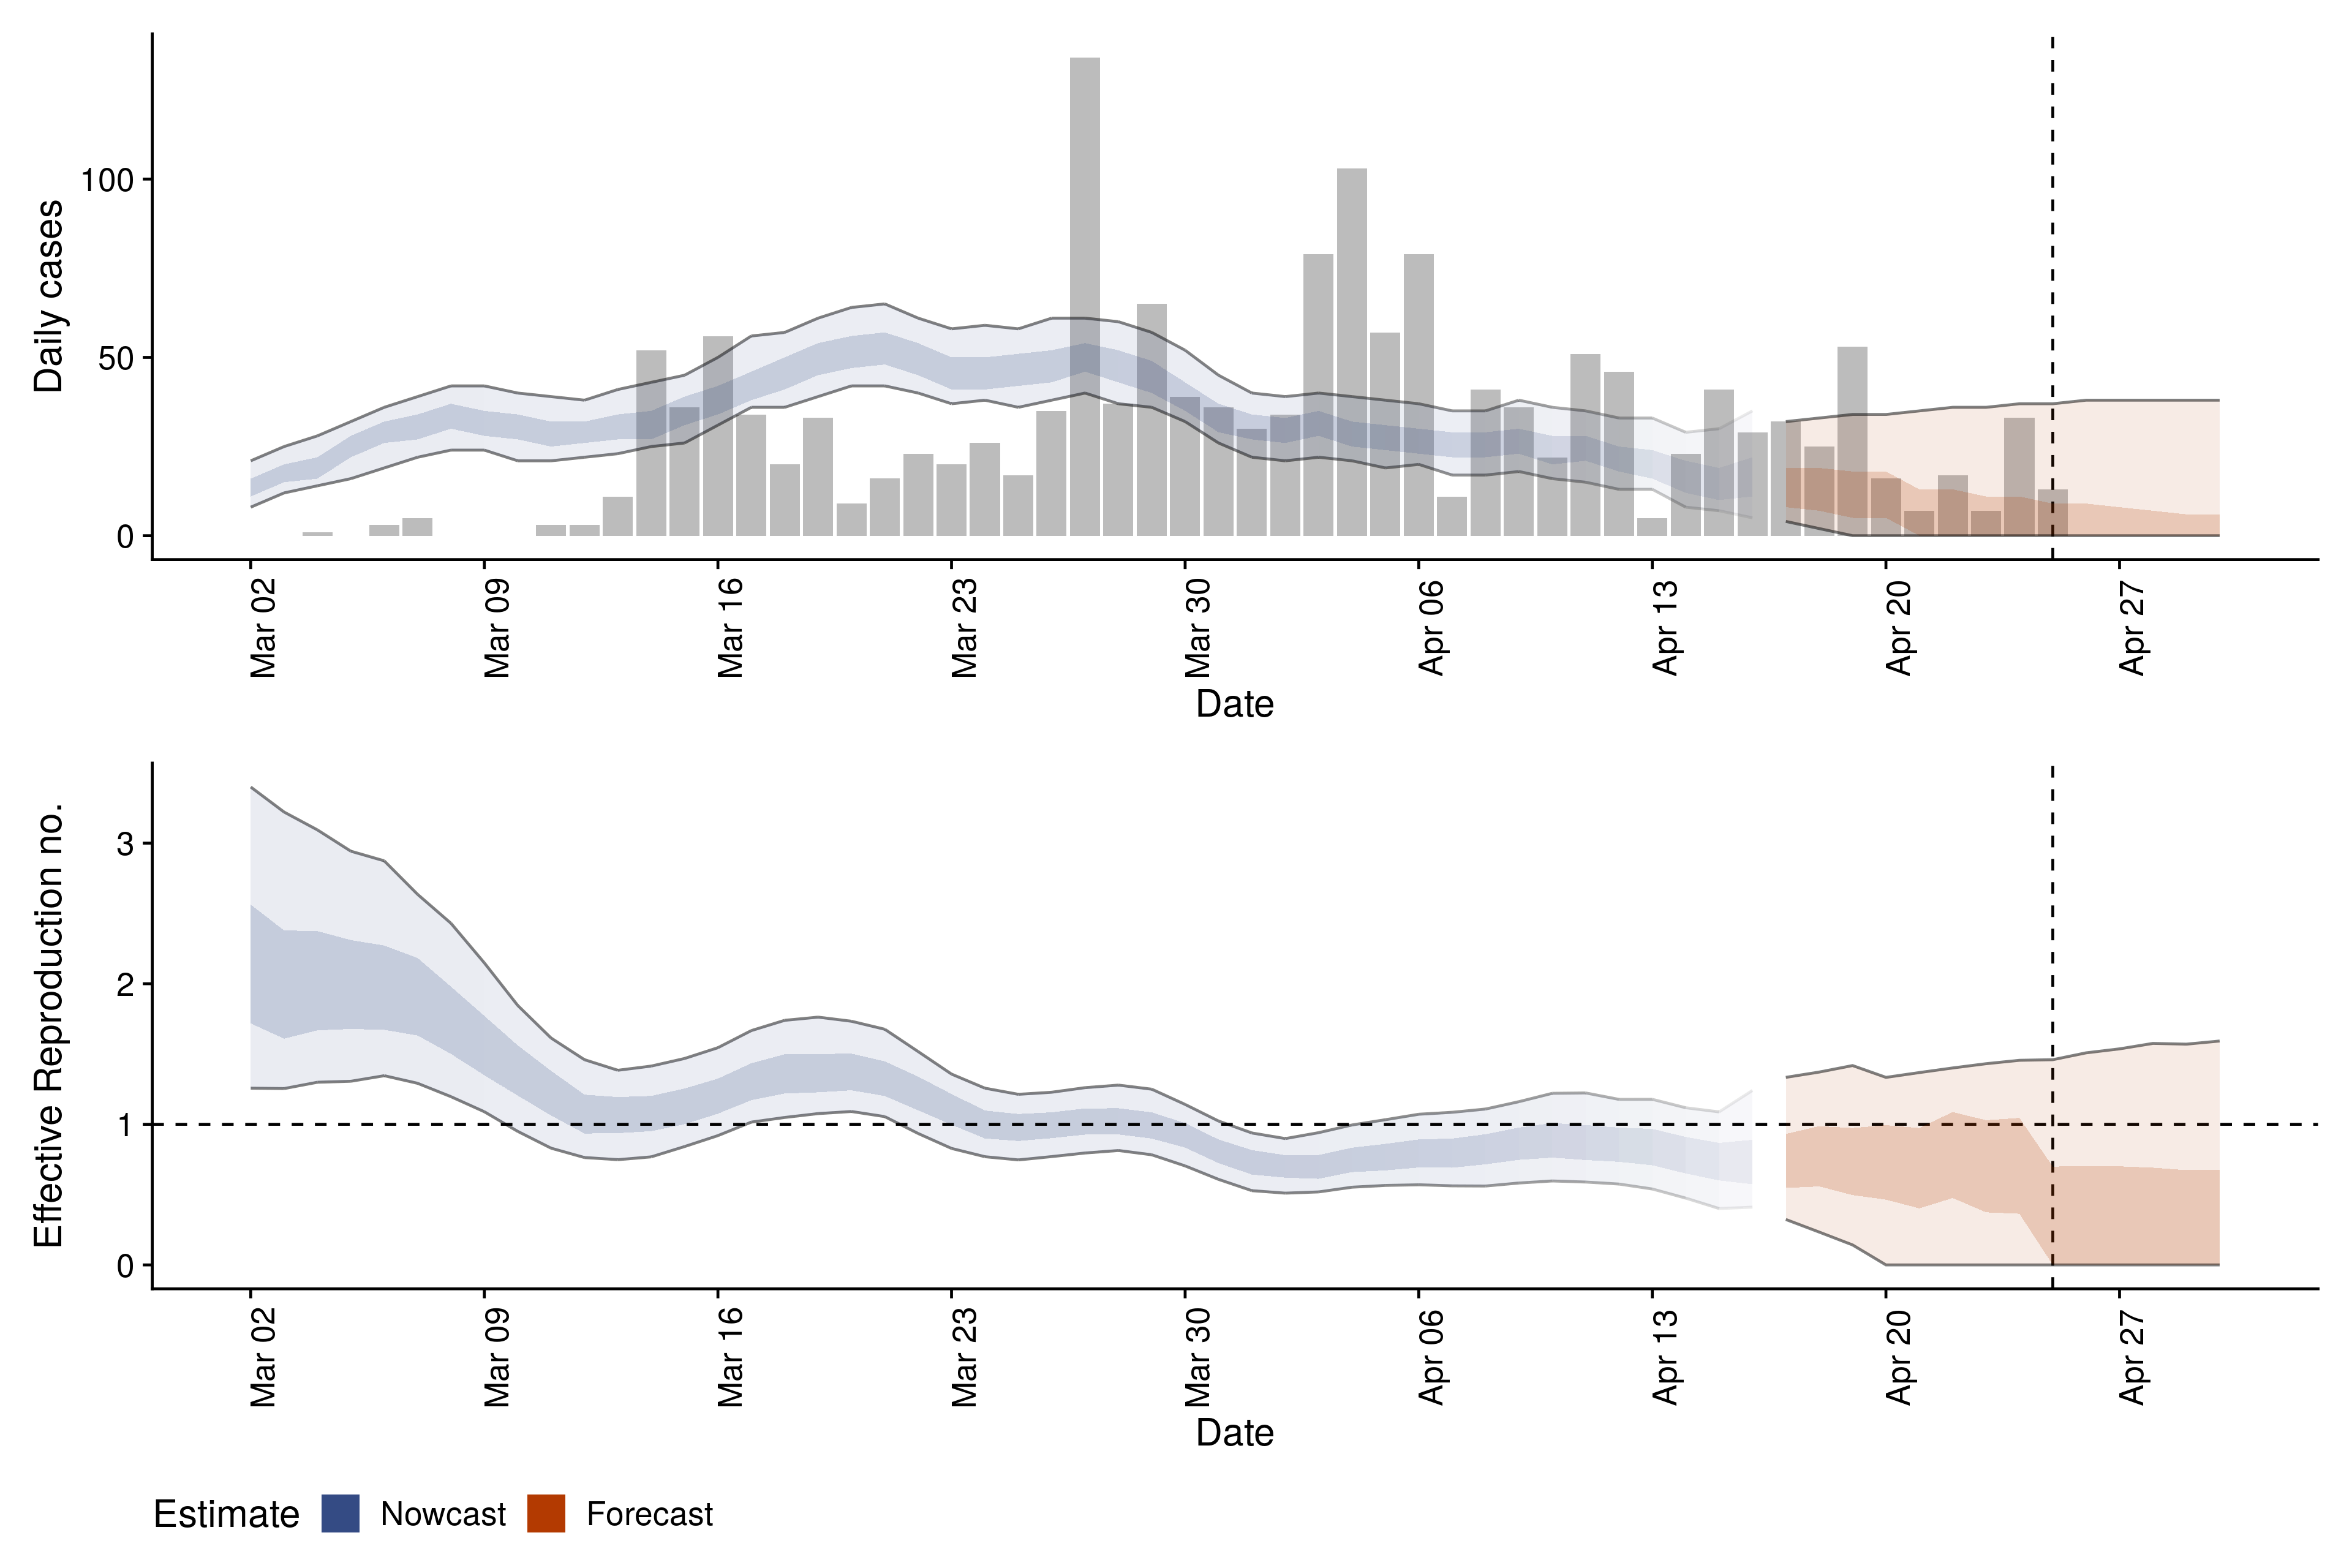 Daily cases
100
50
0
Mar 02
Mar 09
Mar 16
Mar 23
Mar 30
Apr 06
Apr 13
Apr 20
Apr 27
Date
Effective Reproduction no.
3
2
1
0
Mar 02
Mar 09
Mar 16
Mar 23
Mar 30
Apr 06
Apr 13
Apr 20
Apr 27
Date
Estimate Nowcast Forecast